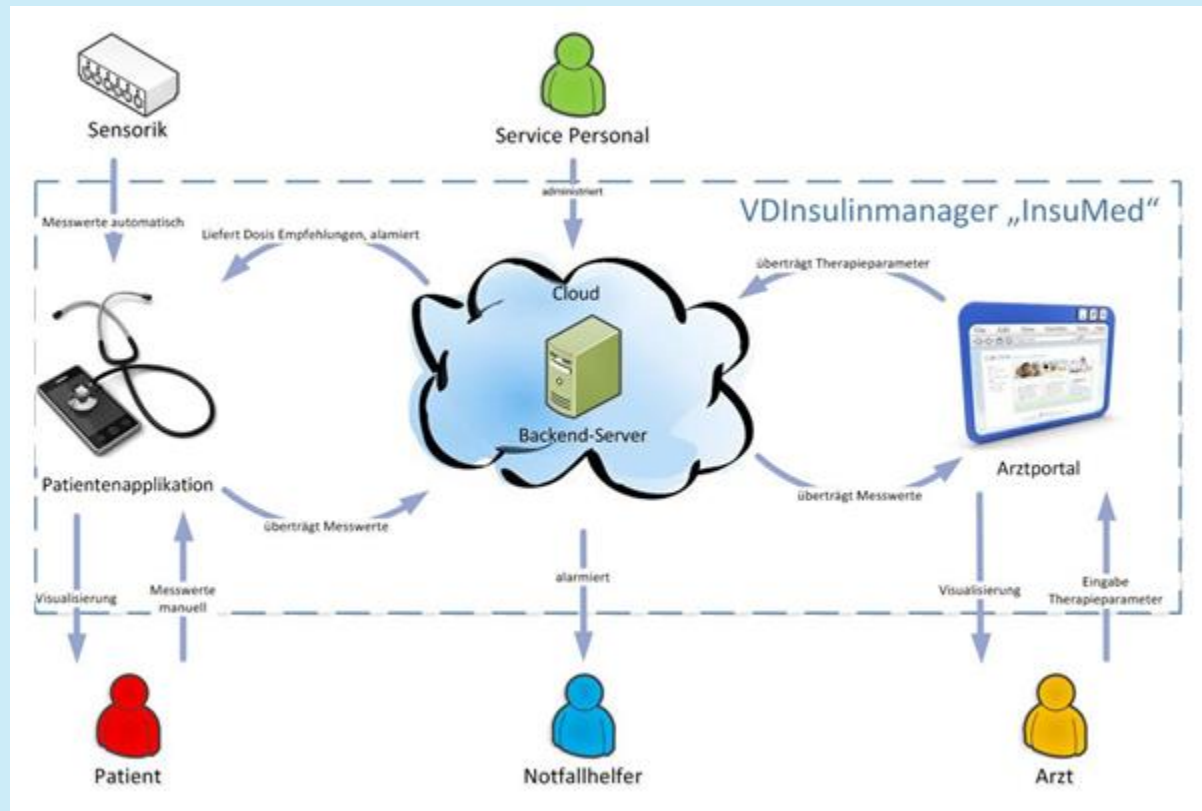 Sensorik
Service Personal
administriert
VDInsulinmanager „InsuMed“
Messwerte automatisch
Liefert Dosis Empfehlungen, alamiert
überträgt Therapieparameter
Cloud
Backend-Server
Patientenapplikation
Arztportal
überträgt Messwerte
überträgt Messwerte
Visualisierung
Messwerte
manuell
alarmiert
Visualisierung
Eingabe
Therapieparameter
Patient
Notfallhelfer
Arzt